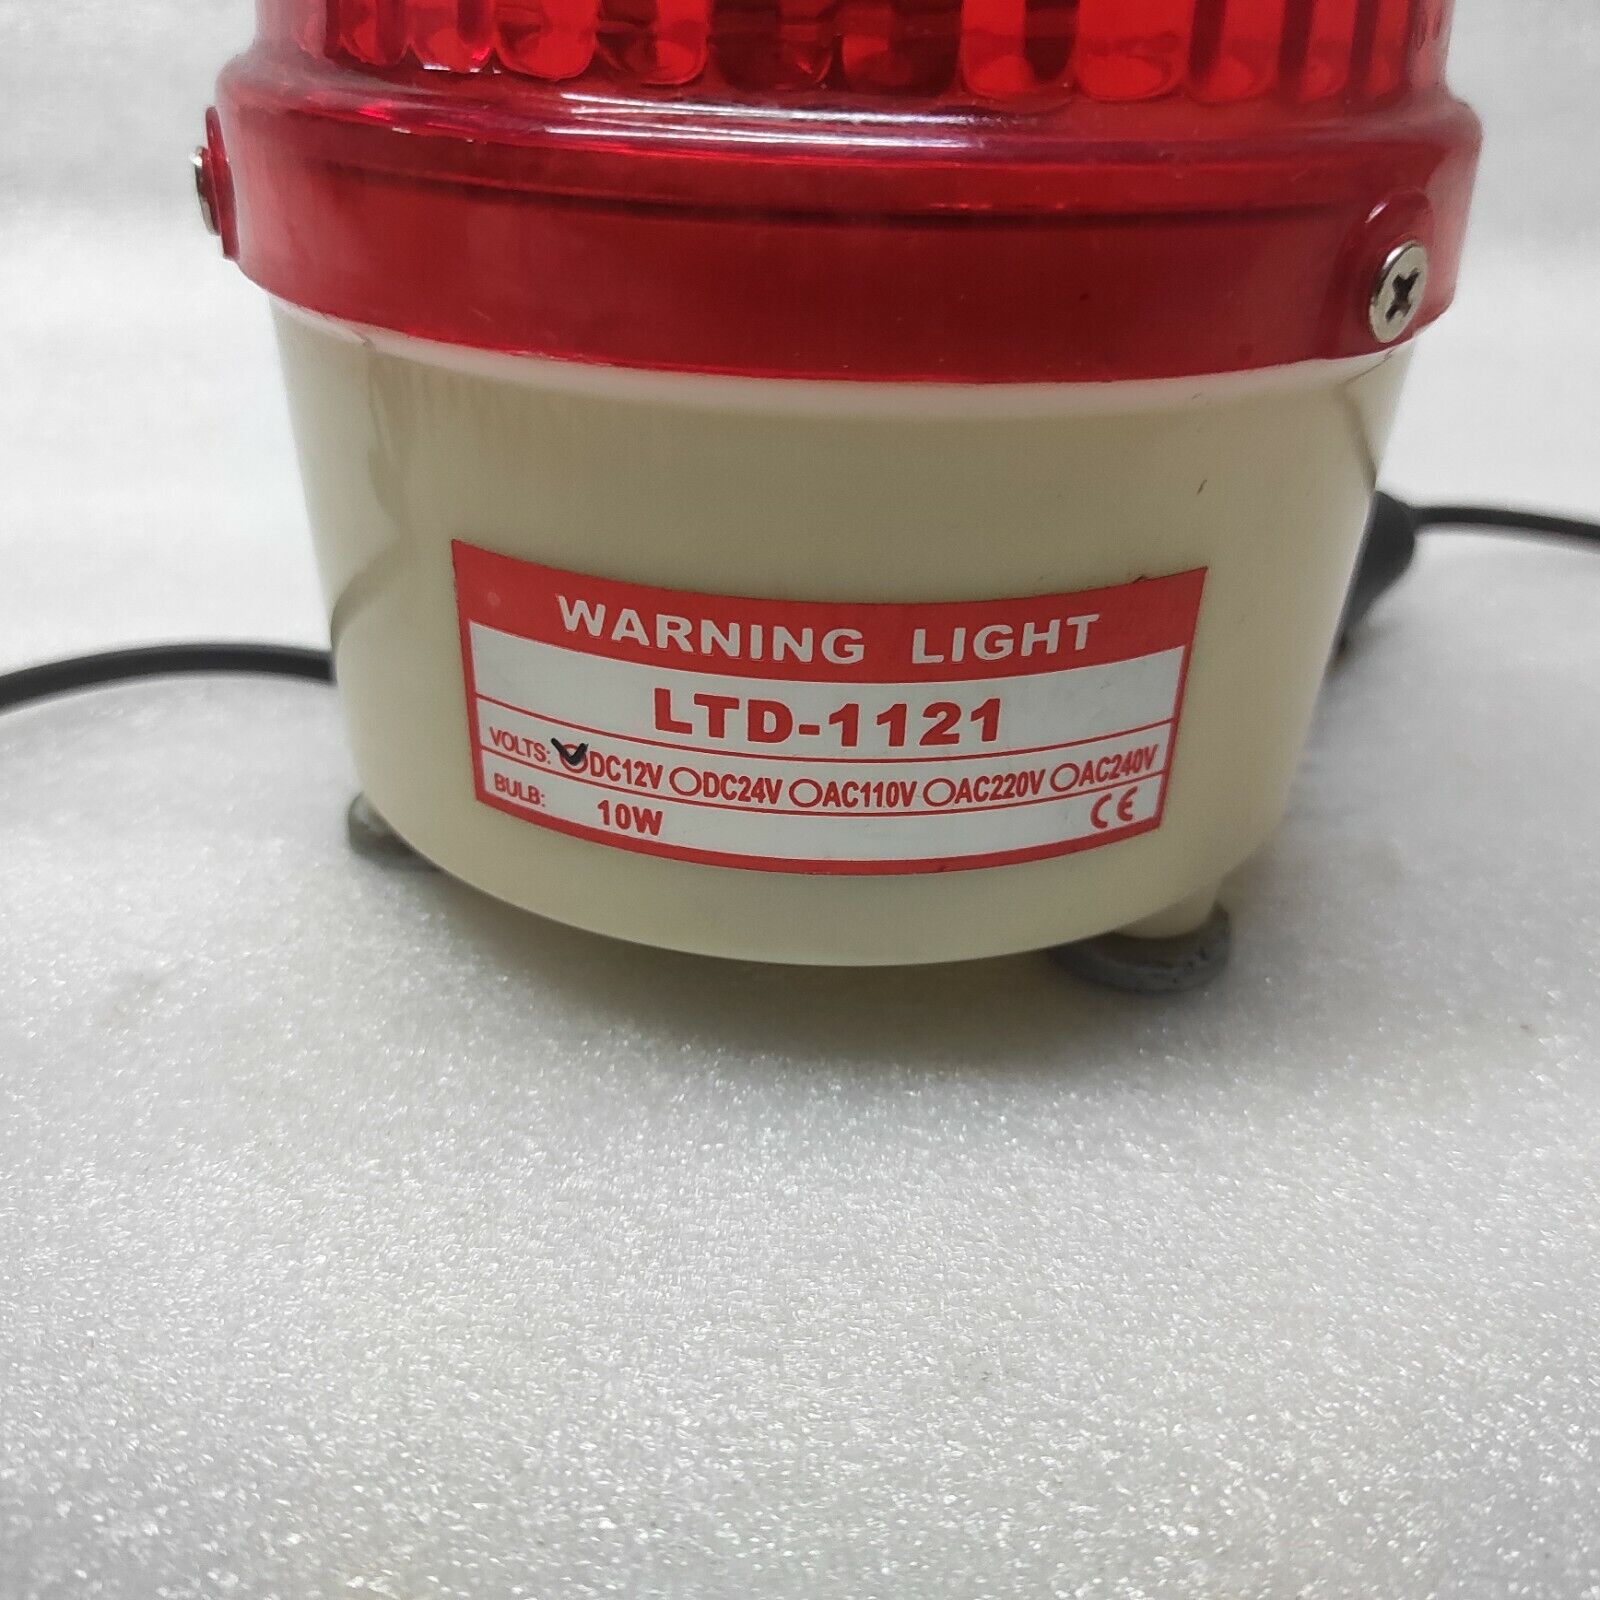 WARNING LIGHT
LTD-1121
VOLTS: DC12V DC24V AC110V AC220V AC240V
BULB: 10W CE